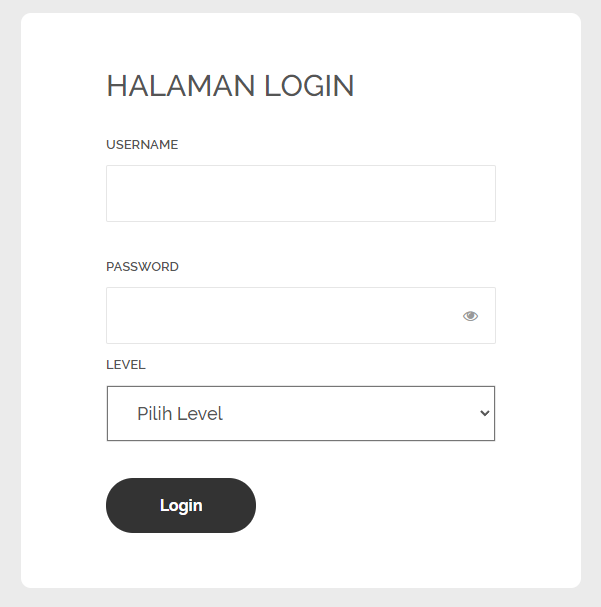 HALAMAN LOGIN
USERNAME
PASSWORD
LEVEL
Pilih Level
Login